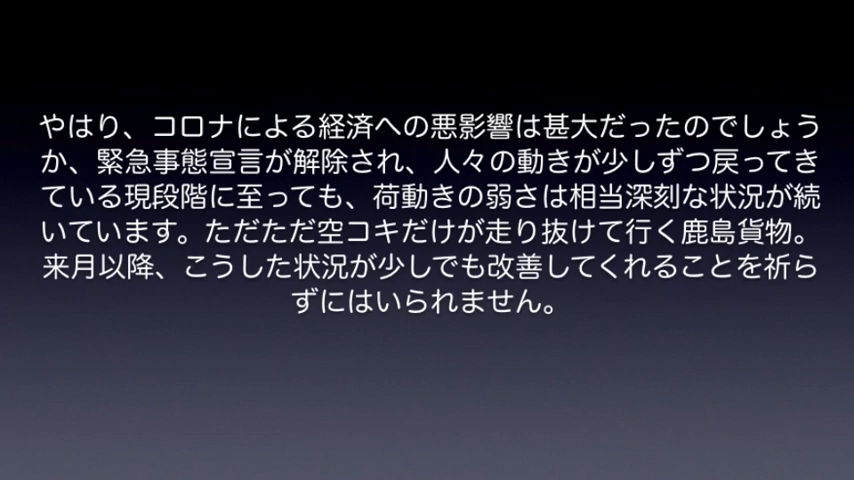 やはり、コロナによる経済への悪影響は甚大だったのでしょう
か、緊急事態宣言が解除され、人々の動きが少しずつ戻ってき
ている現段階に至っても、荷動きの弱さは相当深刻な状況が続
いています。ただただ空コキだけが走り抜けて行く鹿島貨物。
来月以降、こうした状況が少しでも改善してくれることを祈ら
ずにはいられません。